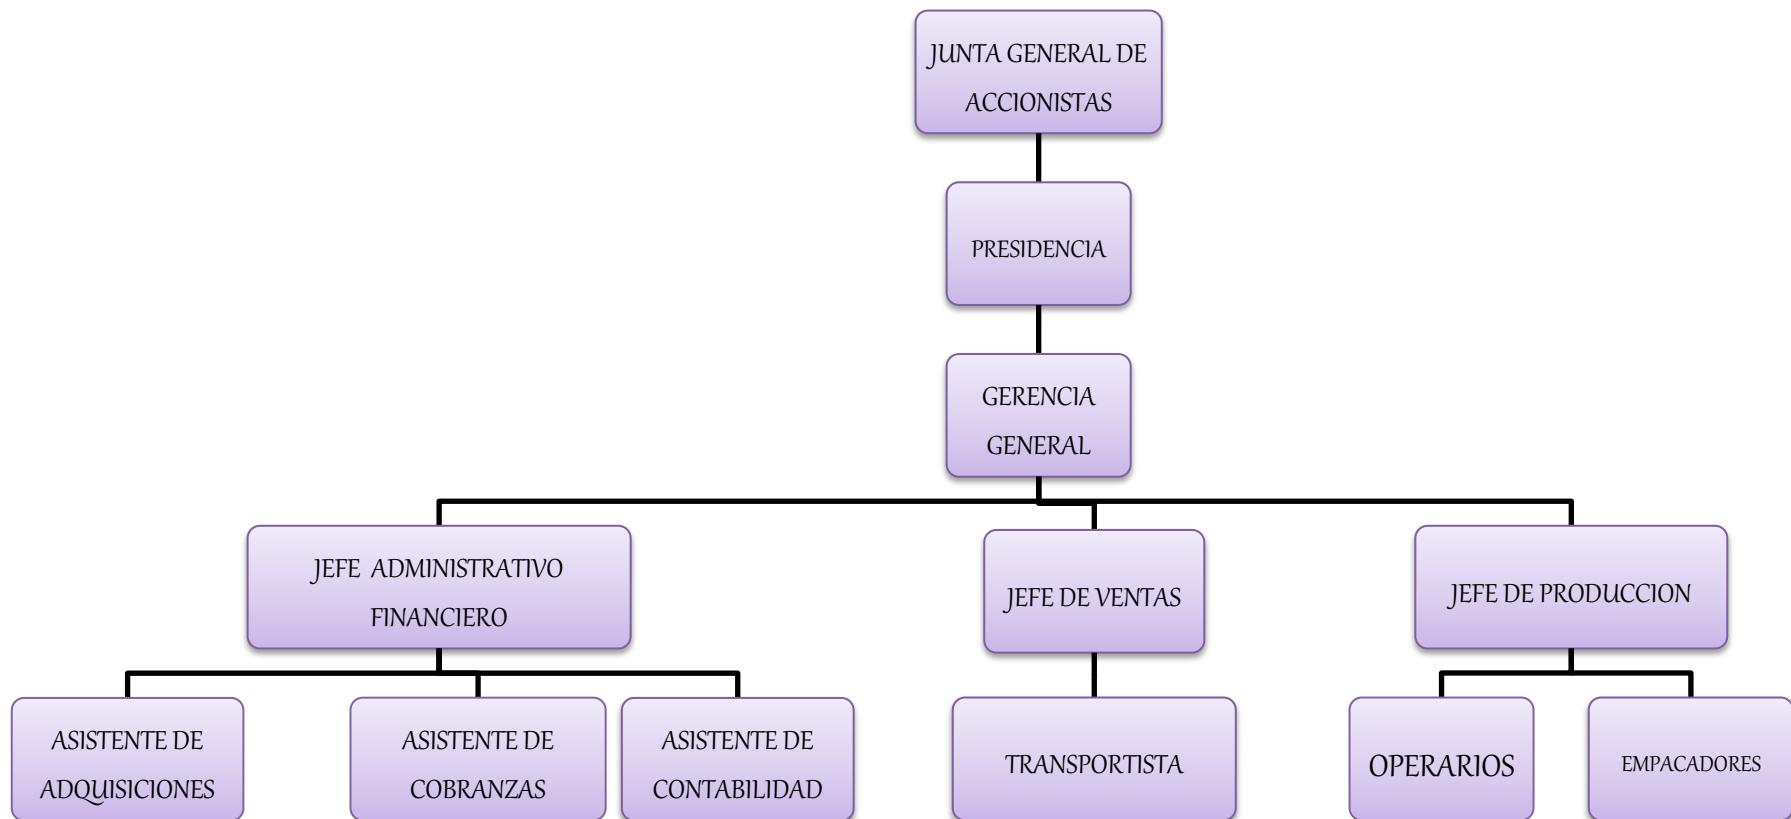 JUNTA GENERAL DE
ACCIONISTAS
PRESIDENCIA
GERENCIA
GENERAL
JEFE ADMINISTRATIVO
FINANCIERO
JEFE DE VENTAS
JEFE DE PRODUCCION
ASISTENTE DE
ADQUISICIONES
ASISTENTE DE
COBRANZAS
ASISTENTE DE
CONTABILIDAD
TRANSPORTISTA
OPERARIOS
EMPACADORES